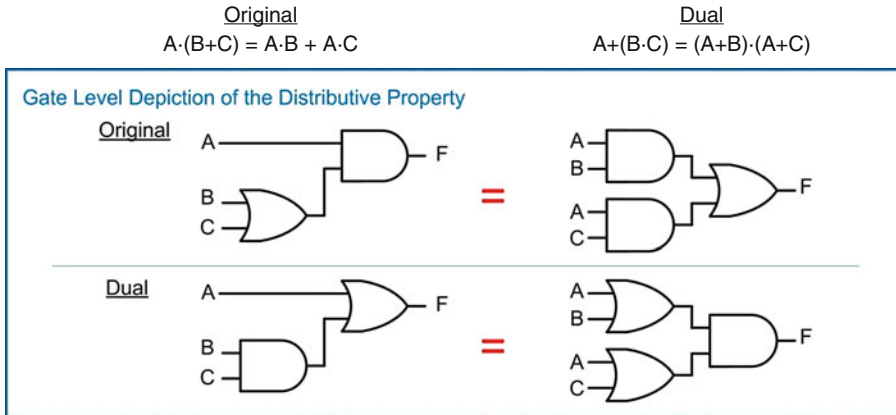 Original Dual
A·(B+C) = A·B + A·C A+(B·C) = (A+B)·(A+C)
Gate Level Depiction of the Distributive Property
Original
A
B
C
F
=
A
B
A
C
F
Dual
A
B
C
F
=
A
B
A
C
F